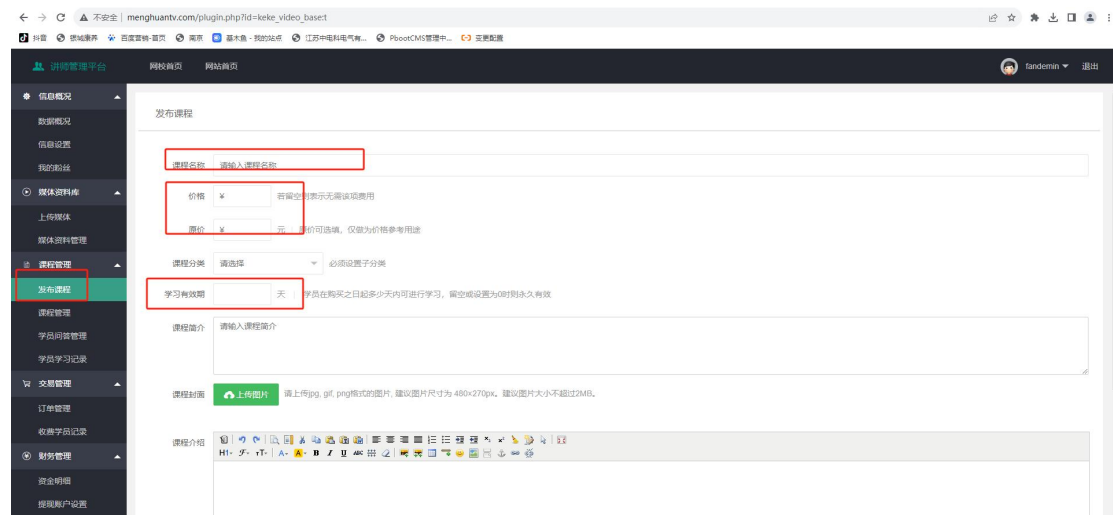 不安全 | menghuantv.com/plugin.php?id=keke_video_base:t
抖音 百度营销-首页 南京 基木鱼 - 我的站点 江苏中电科电气有... PbootCMS管理中... 变更配置
讲师管理平台 网校首页 网站首页 fandemin 退出
信息概况
数据概况
信息设置
我的粉丝
媒体资料库
上传媒体
媒体资料管理
课程管理
发布课程
课程管理
学员问答管理
学员学习记录
交易管理
订单管理
收费学员记录
财务管理
资金明细
提现账户设置
发布课程
课程名称 请输入课程名称
价格 ¥ 若留空则表示无需该项费用
原价 ¥ 元 原价可选填，仅做为价格参考用途
课程分类 请选择 必须设置子分类
学习有效期 天 学员在购买之日起多少天内可进行学习，留空或设置为0时则永久有效
课程简介 请输入课程简介
课程封面 上传图片 请上传jpg, gif, png格式的图片, 建议图片尺寸为 480×270px。建议图片大小不超过2MB。
课程介绍
H1 F тT A A B I U ABC